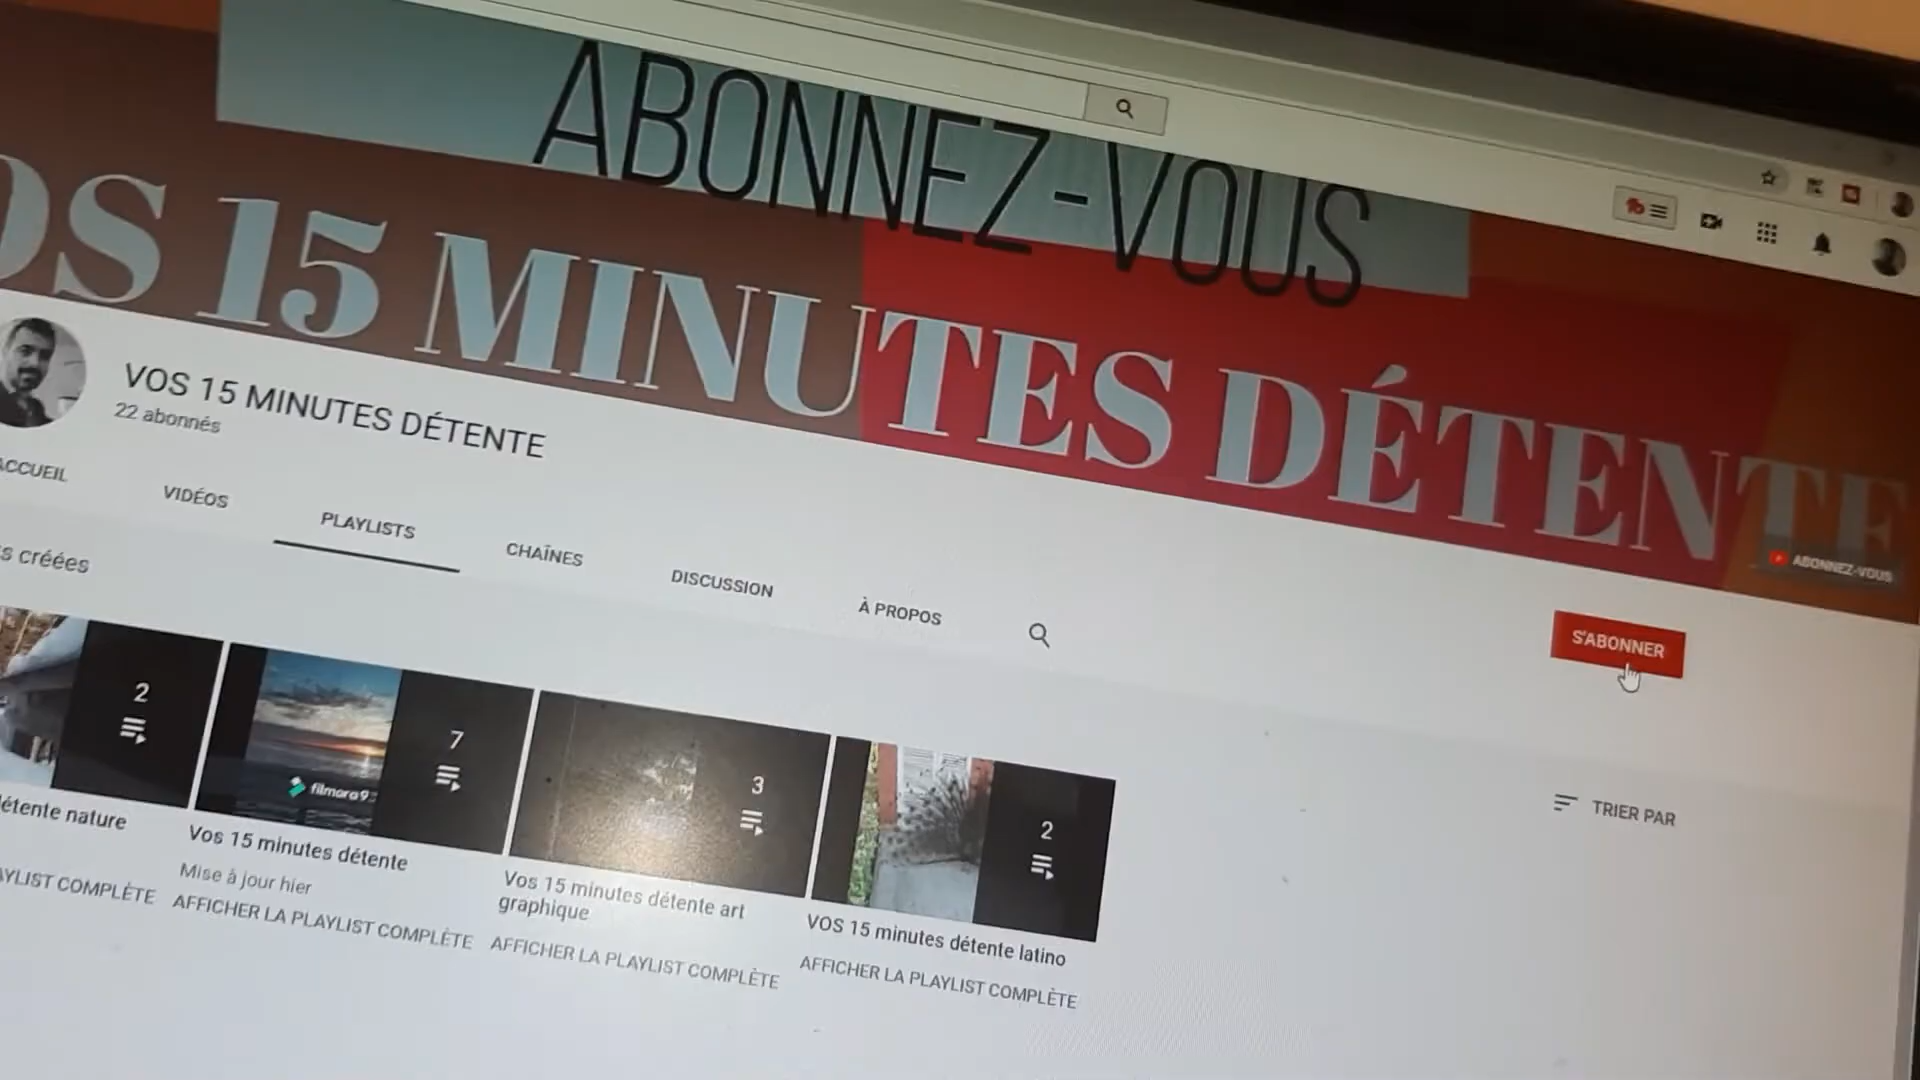 ABONNEZ-VOUS
OS 15 MINUTES DÉTENTE
ABONNEZ-VOUS
VOS 15 MINUTES DÉTENTE
22 abonnés
S'ABONNER
ACCUEIL
VIDÉOS
PLAYLISTS
CHAÎNES
DISCUSSION
À PROPOS
s créées
TRIER PAR
2
7
filmora9
3
2
étente nature
AYLIST COMPLÈTE
Vos 15 minutes détente
Mise à jour hier
AFFICHER LA PLAYLIST COMPLÈTE
Vos 15 minutes détente art
graphique
AFFICHER LA PLAYLIST COMPLÈTE
VOS 15 minutes détente latino
AFFICHER LA PLAYLIST COMPLÈTE